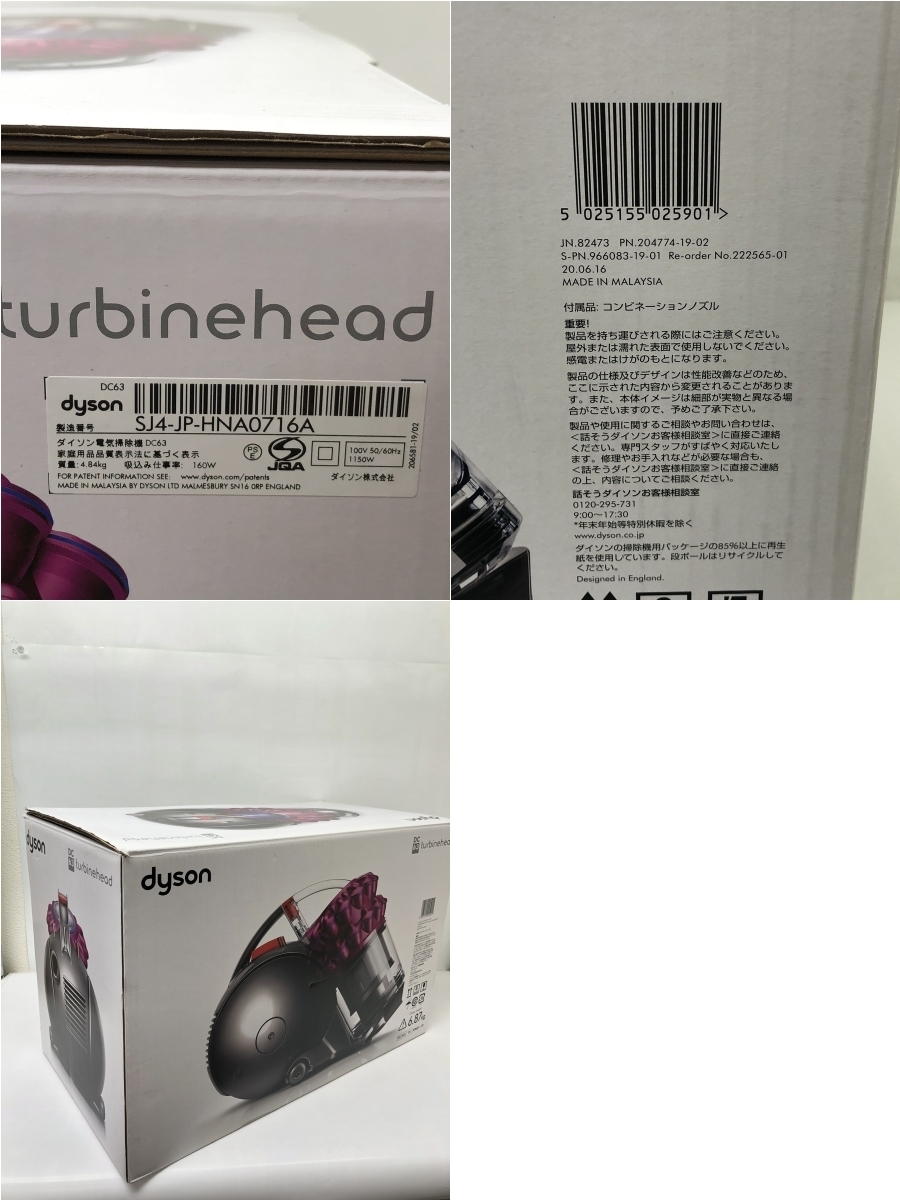 turbinehead
DC63
dyson
製造番号
SJ4-JP-HNA0716A
ダイソン電気掃除機 DC63
家庭用品品質表示法に基づく表示
質量: 4.84kg 吸込み仕事率: 160W
PS
E
JQA
100V 50/60Hz
1150W
206581-19/02
FOR PATENT INFORMATION SEE: www.dyson.com/patents
ダイソン株式会社
MADE IN MALAYSIA BY DYSON LTD MALMESBURY SN16 0RP ENGLAND
5 025155 025901 >
JN.82473 PN.204774-19-02
S-PN.966083-19-01 Re-order No.222565-01
20.06.16
MADE IN MALAYSIA
付属品: コンビネーションノズル
重要!
製品を持ち運びされる際にはご注意ください。
屋外または濡れた表面で使用しないでください。
感電またはけがのもとになります。
製品の仕様及びデザインは性能改善などのため、
ここに示された内容から変更されることがありま
す。また、本体イメージは細部が実物と異なる場
合がございますので、予めご了承下さい。
製品や使用に関するご相談やお問い合わせは、
<話そうダイソンお客様相談室>に直接ご連絡
ください。専門スタッフがすばやく対応いたし
ます。修理やお手入れなどが必要な場合も、
<話そうダイソンお客様相談室>に直接ご連絡
の上、内容についてご相談ください。
話そうダイソンお客様相談室
0120-295-731
9:00～17:30
*年末年始等特別休暇を除く
www.dyson.co.jp
ダイソンの掃除機用パッケージの85%以上に再生
紙を使用しています。段ボールはリサイクルして
ください。
Designed in England.
dyson
DC
turbinehead
dyson
DC
turbinehead
dyson
6.87kg